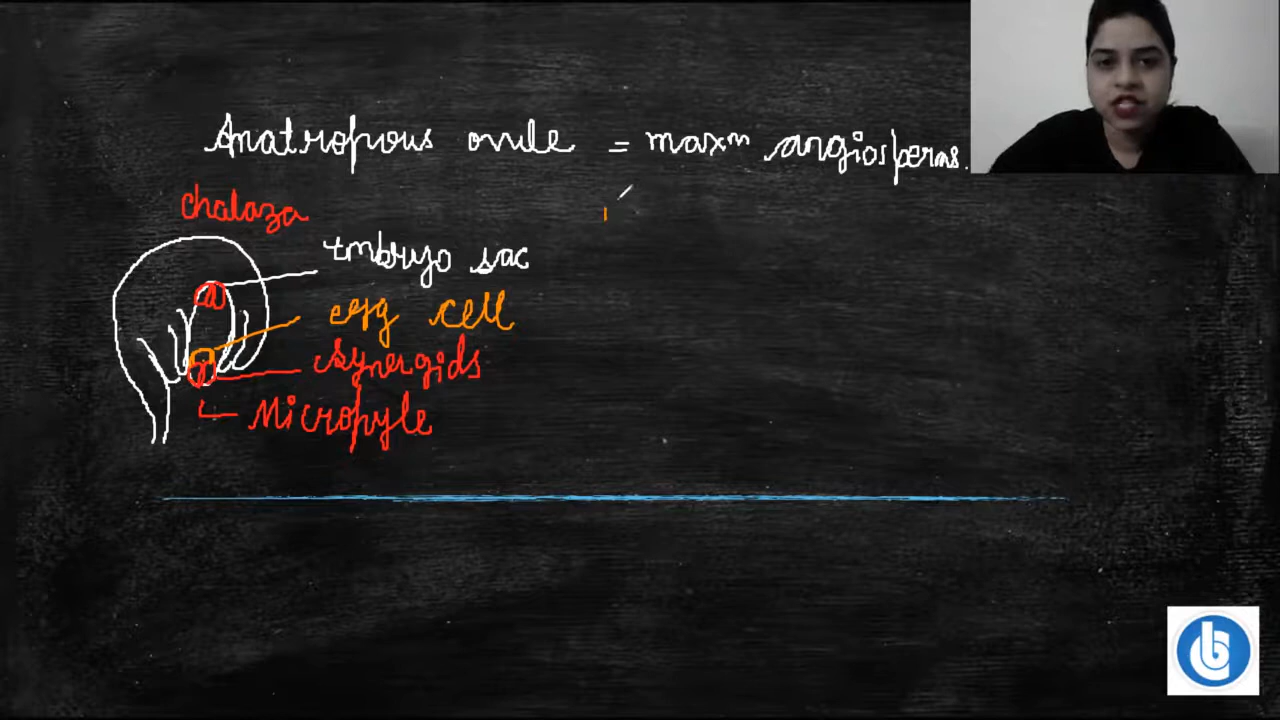 Anatropous ovule = maxm angiosperms.
chalaza
Embryo sac
egg cell
Synergids
Micropyle